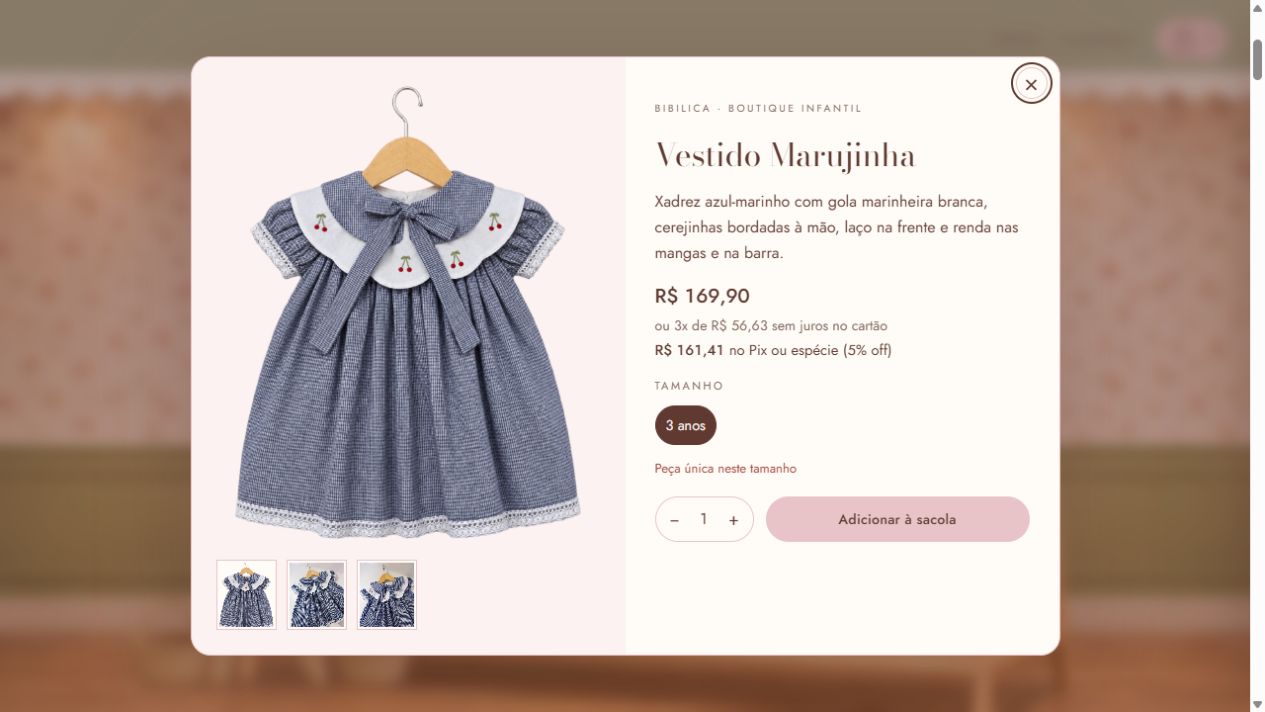 BIBILICA · BOUTIQUE INFANTIL
Vestido Marujinha
Xadrez azul-marinho com gola marinheira branca,
cerejinhas bordadas à mão, laço na frente e renda nas
mangas e na barra.
R$ 169,90
ou 3x de R$ 56,63 sem juros no cartão
R$ 161,41 no Pix ou espécie (5% off)
TAMANHO
3 anos
Peça única neste tamanho
− 1 + Adicionar à sacola